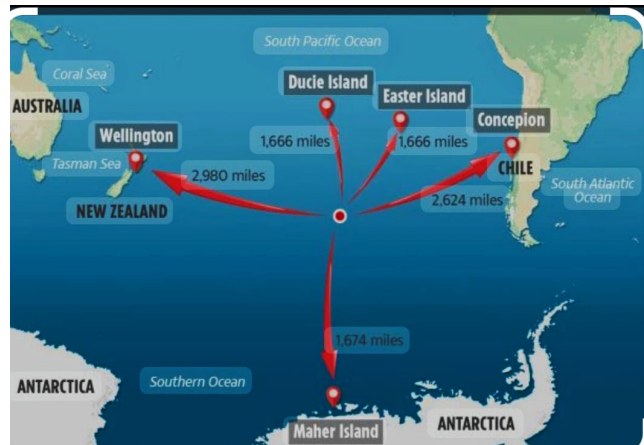 South Pacific Ocean
Coral Sea
Ducie Island
Easter Island
AUSTRALIA
Wellington
Concepion
1,666 miles
1,666 miles
Tasman Sea
2,980 miles
CHILE
NEW ZEALAND
2,624 miles
South Atlantic
Ocean
1,674 miles
ANTARCTICA
Southern Ocean
Maher Island
ANTARCTICA